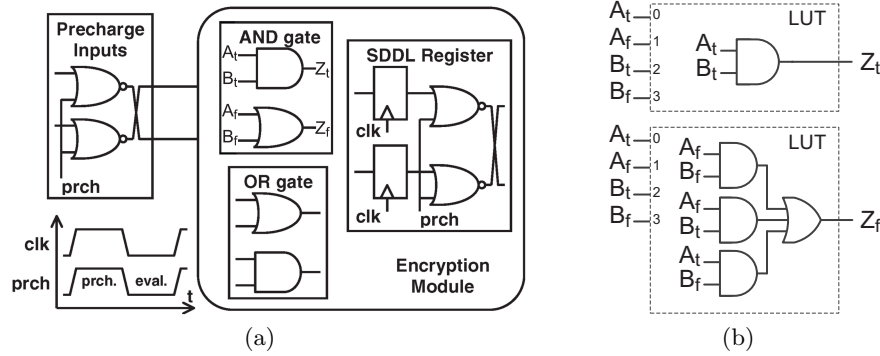 Precharge
Inputs
prch
clk
prch
prch.
eval.
t
AND gate
At
Bt
Zt
Af
Bf
Zf
OR gate
SDDL Register
clk
clk
prch
Encryption
Module
(a)
At 0
Af 1
Bt 2
Bf 3
LUT
At
Bt
Zt
At 0
Af 1
Bt 2
Bf 3
LUT
Af
Bf
Af
Bt
At
Bf
Zf
(b)